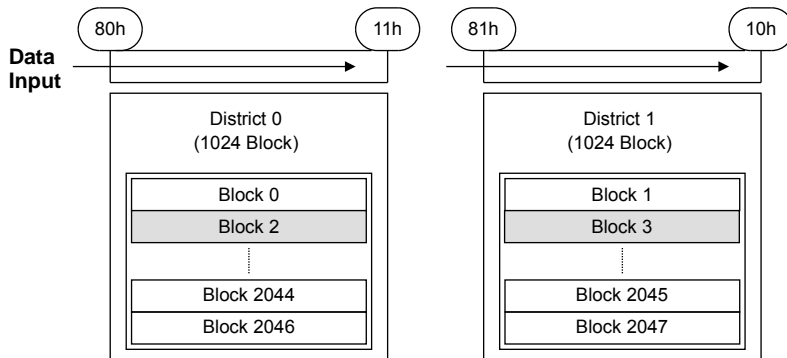 80h
11h
81h
10h
Data
Input
District 0
(1024 Block)
District 1
(1024 Block)
Block 0
Block 2
Block 2044
Block 2046
Block 1
Block 3
Block 2045
Block 2047